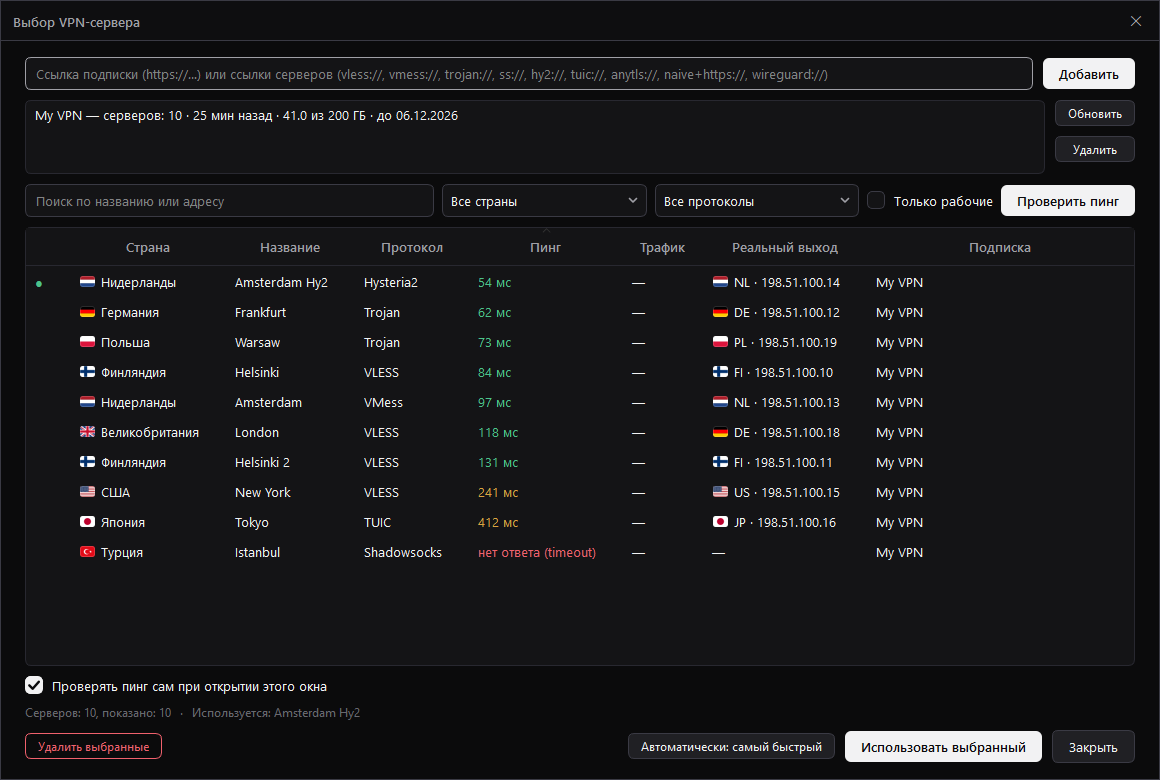 Выбор VPN-сервера
Ссылка подписки (https://...) или ссылки серверов (vless://, vmess://, trojan://, ss://, hy2://, tuic://, anytls://, naive+https://, wireguard://) Добавить
My VPN — серверов: 10 · 25 мин назад · 41.0 из 200 ГБ · до 06.12.2026 Обновить
Удалить
Поиск по названию или адресу Все страны Все протоколы Только рабочие Проверить пинг
Страна Название Протокол Пинг Трафик Реальный выход Подписка
Нидерланды Amsterdam Hy2 Hysteria2 54 мс — NL · 198.51.100.14 My VPN
Германия Frankfurt Trojan 62 мс — DE · 198.51.100.12 My VPN
Польша Warsaw Trojan 73 мс — PL · 198.51.100.19 My VPN
Финляндия Helsinki VLESS 84 мс — FI · 198.51.100.10 My VPN
Нидерланды Amsterdam VMess 97 мс — NL · 198.51.100.13 My VPN
Великобритания London VLESS 118 мс — DE · 198.51.100.18 My VPN
Финляндия Helsinki 2 VLESS 131 мс — FI · 198.51.100.11 My VPN
США New York VLESS 241 мс — US · 198.51.100.15 My VPN
Япония Tokyo TUIC 412 мс — JP · 198.51.100.16 My VPN
Турция Istanbul Shadowsocks нет ответа (timeout) — — My VPN
Проверять пинг сам при открытии этого окна
Серверов: 10, показано: 10 · Используется: Amsterdam Hy2
Удалить выбранные Автоматически: самый быстрый Использовать выбранный Закрыть